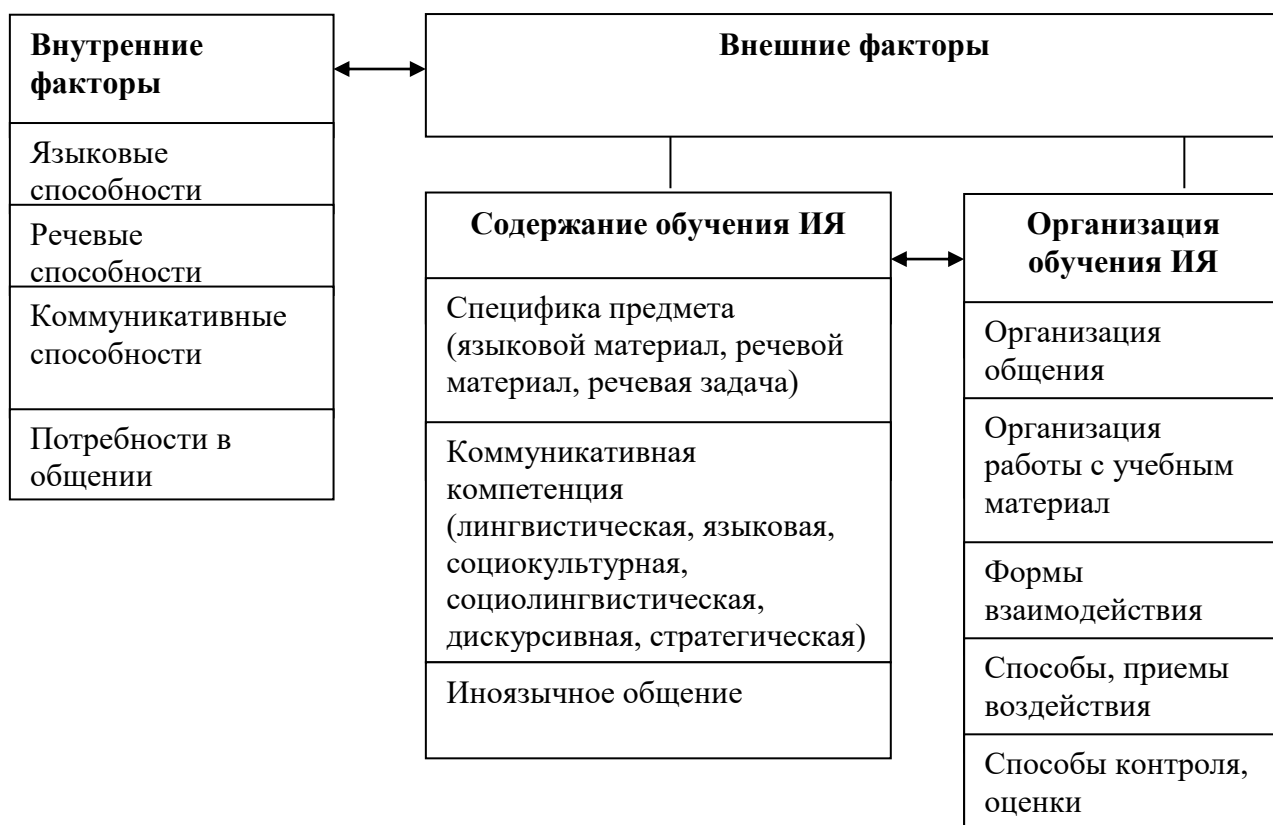 Внутренние
факторы
Языковые
способности
Речевые
способности
Коммуникативные
способности
Потребности в
общении
Внешние факторы
Содержание обучения ИЯ
Специфика предмета
(языковой материал, речевой
материал, речевая задача)
Коммуникативная
компетенция
(лингвистическая, языковая,
социокультурная,
социолингвистическая,
дискурсивная, стратегическая)
Иноязычное общение
Организация
обучения ИЯ
Организация
общения
Организация
работы с учебным
материал
Формы
взаимодействия
Способы, приемы
воздействия
Способы контроля,
оценки